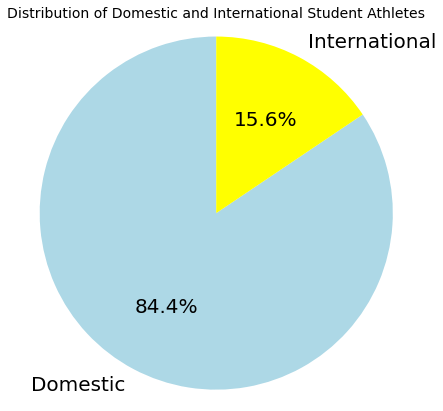 Distribution of Domestic and International Student Athletes
International
15.6%
84.4%
Domestic